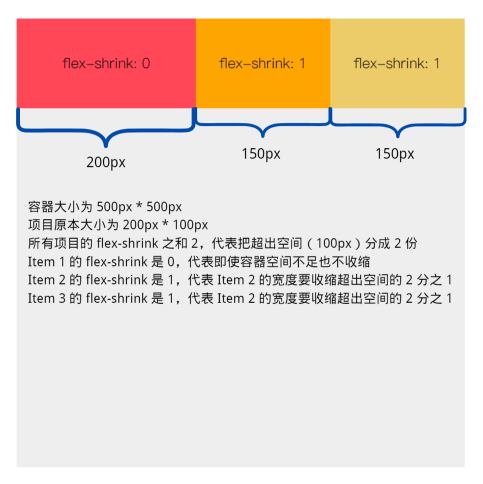 flex-shrink: 0 flex-shrink: 1 flex-shrink: 1
200px 150px 150px
容器大小为 500px * 500px
项目原本大小为 200px * 100px
所有项目的 flex-shrink 之和 2，代表把超出空间（100px）分成 2 份
Item 1 的 flex-shrink 是 0，代表即使容器空间不足也不收缩
Item 2 的 flex-shrink 是 1，代表 Item 2 的宽度要收缩超出空间的 2 分之 1
Item 3 的 flex-shrink 是 1，代表 Item 2 的宽度要收缩超出空间的 2 分之 1